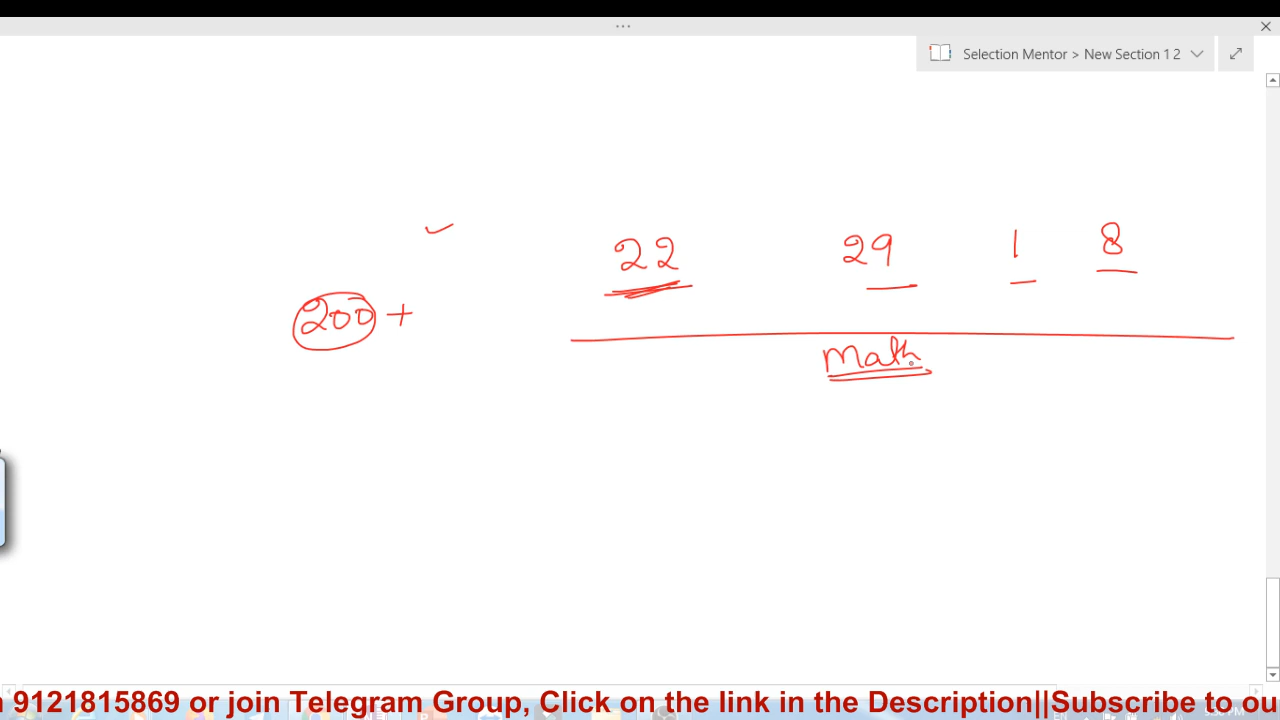 Selection Mentor > New Section 1 2
22 29 1 8
200 +
Math
9121815869 or join Telegram Group, Click on the link in the Description||Subscribe to ou